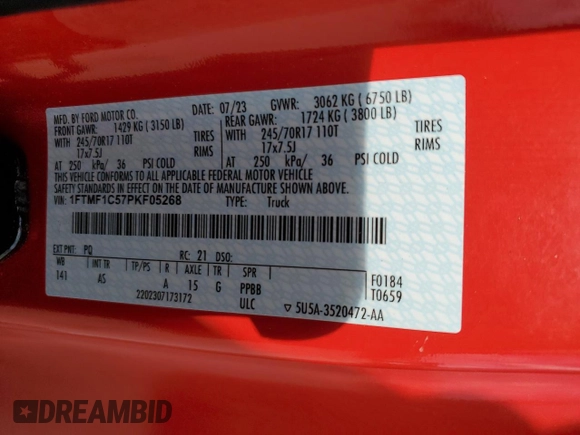 MFD. BY FORD MOTOR CO.
DATE: 07/23 GVWR: 3062 KG ( 6750 LB)
FRONT GAWR: 1429 KG ( 3150 LB)
REAR GAWR: 1724 KG ( 3800 LB)
WITH 245/70R17 110T TIRES
WITH 245/70R17 110T TIRES
17x7.5J RIMS
17x7.5J RIMS
AT 250 kPa/ 36 PSI COLD
AT 250 kPa/ 36 PSI COLD
THIS VEHICLE CONFORMS TO ALL APPLICABLE FEDERAL MOTOR VEHICLE
SAFETY STANDARDS IN EFFECT ON THE DATE OF MANUFACTURE SHOWN ABOVE.
VIN: 1FTMF1C57PKF05268 TYPE: Truck
EXT PNT: PQ RC: 21 DSO:
WB INT TR TP/PS R AXLE TR SPR
141 AS A 15 G PPBB
2202307173172 ULC
F0184
T0659
▽ 5U5A-3520472-AA
DREAMBID